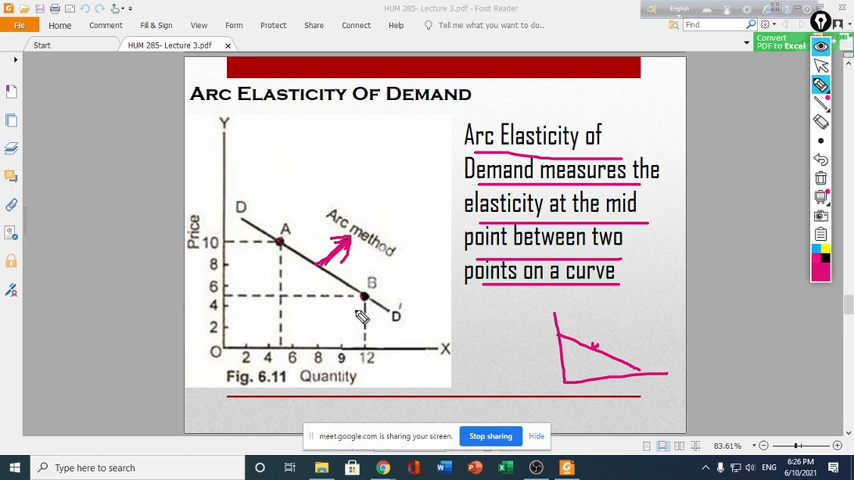 HUM 285- Lecture 3.pdf - Foxit Reader
English
File
Home
Comment
Fill & Sign
View
Form
Protect
Share
Connect
Help
Tell me what you want to do...
Find
Start
HUM 285- Lecture 3.pdf
Convert
PDF to Excel
ARC ELASTICITY OF DEMAND
Y
D
A
Arc method
Price
10
8
6
4
2
B
D'
O
2 4 6 8 9 12
X
Fig. 6.11 Quantity
Arc Elasticity of
Demand measures the
elasticity at the mid
point between two
points on a curve
meet.google.com is sharing your screen.
Stop sharing
Hide
83.61%
Type here to search
ENG
6:26 PM
6/10/2021